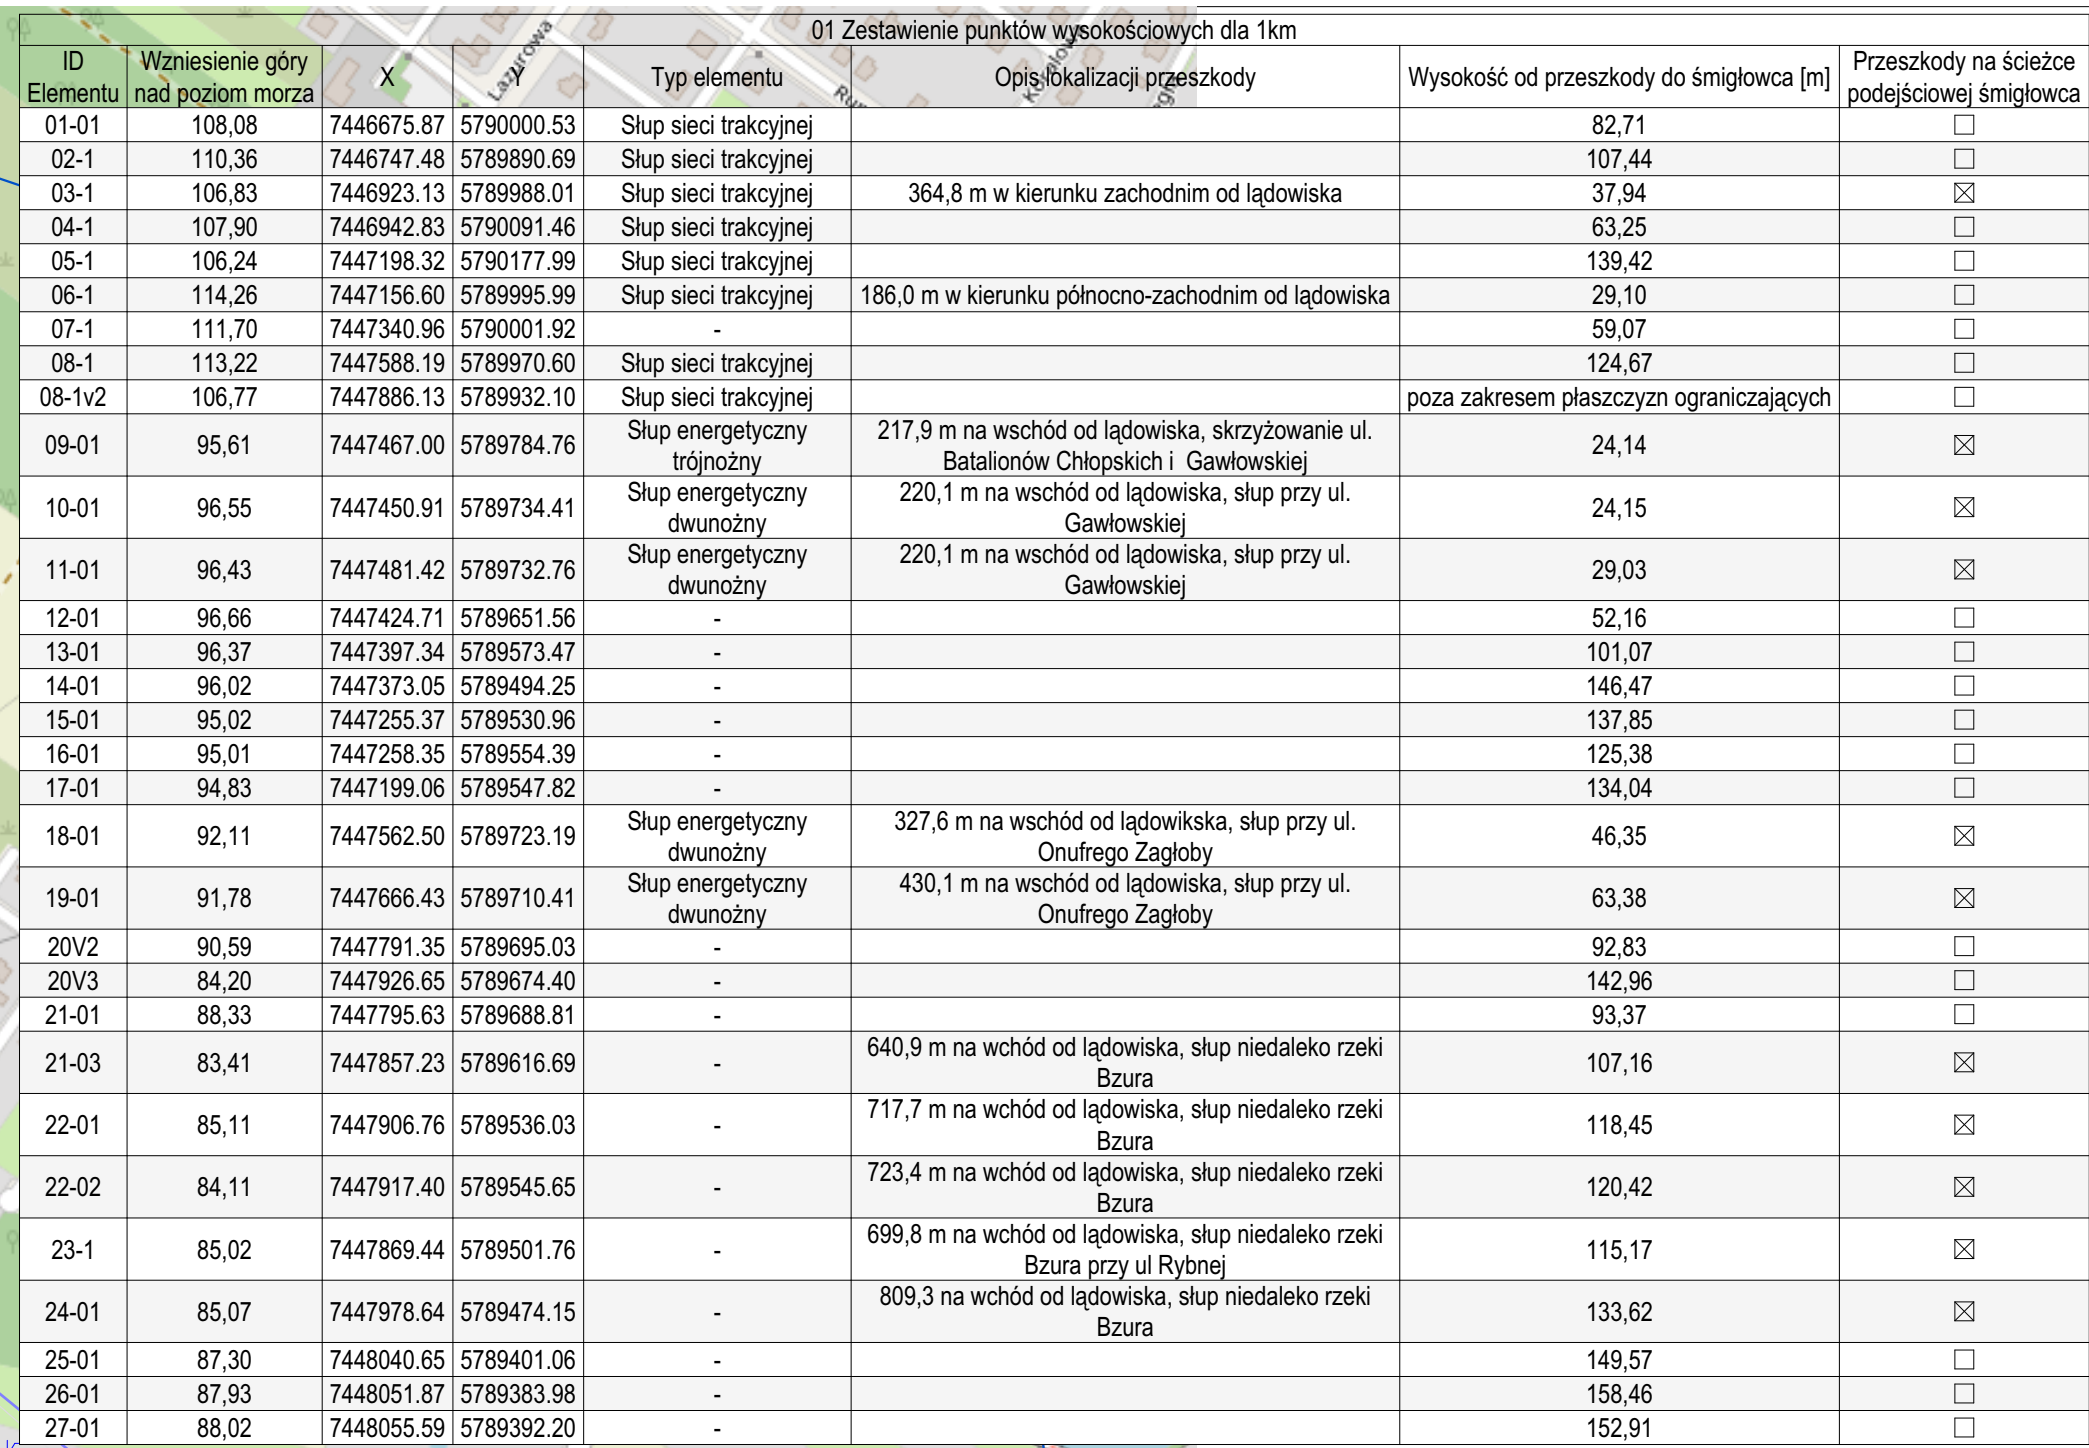 01 Zestawienie punktów wysokościowych dla 1km
ID Elementu | Wzniesienie góry nad poziom morza | X | Y | Typ elementu | Opis lokalizacji przeszkody | Wysokość od przeszkody do śmigłowca [m] | Przeszkody na ścieżce podejściowej śmigłowca
01-01 | 108,08 | 7446675.87 | 5790000.53 | Słup sieci trakcyjnej | | 82,71 | ☐
02-1 | 110,36 | 7446747.48 | 5789890.69 | Słup sieci trakcyjnej | | 107,44 | ☐
03-1 | 106,83 | 7446923.13 | 5789988.01 | Słup sieci trakcyjnej | 364,8 m w kierunku zachodnim od lądowiska | 37,94 | ☒
04-1 | 107,90 | 7446942.83 | 5790091.46 | Słup sieci trakcyjnej | | 63,25 | ☐
05-1 | 106,24 | 7447198.32 | 5790177.99 | Słup sieci trakcyjnej | | 139,42 | ☐
06-1 | 114,26 | 7447156.60 | 5789995.99 | Słup sieci trakcyjnej | 186,0 m w kierunku północno-zachodnim od lądowiska | 29,10 | ☐
07-1 | 111,70 | 7447340.96 | 5790001.92 | - | | 59,07 | ☐
08-1 | 113,22 | 7447588.19 | 5789970.60 | Słup sieci trakcyjnej | | 124,67 | ☐
08-1v2 | 106,77 | 7447886.13 | 5789932.10 | Słup sieci trakcyjnej | | poza zakresem płaszczyzn ograniczających | ☐
09-01 | 95,61 | 7447467.00 | 5789784.76 | Słup energetyczny trójnożny | 217,9 m na wschód od lądowiska, skrzyżowanie ul. Batalionów Chłopskich i Gawłowskiej | 24,14 | ☒
10-01 | 96,55 | 7447450.91 | 5789734.41 | Słup energetyczny dwunożny | 220,1 m na wschód od lądowiska, słup przy ul. Gawłowskiej | 24,15 | ☒
11-01 | 96,43 | 7447481.42 | 5789732.76 | Słup energetyczny dwunożny | 220,1 m na wschód od lądowiska, słup przy ul. Gawłowskiej | 29,03 | ☒
12-01 | 96,66 | 7447424.71 | 5789651.56 | - | | 52,16 | ☐
13-01 | 96,37 | 7447397.34 | 5789573.47 | - | | 101,07 | ☐
14-01 | 96,02 | 7447373.05 | 5789494.25 | - | | 146,47 | ☐
15-01 | 95,02 | 7447255.37 | 5789530.96 | - | | 137,85 | ☐
16-01 | 95,01 | 7447258.35 | 5789554.39 | - | | 125,38 | ☐
17-01 | 94,83 | 7447199.06 | 5789547.82 | - | | 134,04 | ☐
18-01 | 92,11 | 7447562.50 | 5789723.19 | Słup energetyczny dwunożny | 327,6 m na wschód od lądowikska, słup przy ul. Onufrego Zagłoby | 46,35 | ☒
19-01 | 91,78 | 7447666.43 | 5789710.41 | Słup energetyczny dwunożny | 430,1 m na wschód od lądowiska, słup przy ul. Onufrego Zagłoby | 63,38 | ☒
20V2 | 90,59 | 7447791.35 | 5789695.03 | - | | 92,83 | ☐
20V3 | 84,20 | 7447926.65 | 5789674.40 | - | | 142,96 | ☐
21-01 | 88,33 | 7447795.63 | 5789688.81 | - | | 93,37 | ☐
21-03 | 83,41 | 7447857.23 | 5789616.69 | - | 640,9 m na wchód od lądowiska, słup niedaleko rzeki Bzura | 107,16 | ☒
22-01 | 85,11 | 7447906.76 | 5789536.03 | - | 717,7 m na wchód od lądowiska, słup niedaleko rzeki Bzura | 118,45 | ☒
22-02 | 84,11 | 7447917.40 | 5789545.65 | - | 723,4 m na wchód od lądowiska, słup niedaleko rzeki Bzura | 120,42 | ☒
23-1 | 85,02 | 7447869.44 | 5789501.76 | - | 699,8 m na wchód od lądowiska, słup niedaleko rzeki Bzura przy ul Rybnej | 115,17 | ☒
24-01 | 85,07 | 7447978.64 | 5789474.15 | - | 809,3 na wchód od lądowiska, słup niedaleko rzeki Bzura | 133,62 | ☒
25-01 | 87,30 | 7448040.65 | 5789401.06 | - | | 149,57 | ☐
26-01 | 87,93 | 7448051.87 | 5789383.98 | - | | 158,46 | ☐
27-01 | 88,02 | 7448055.59 | 5789392.20 | - | | 152,91 | ☐
Lazurowa